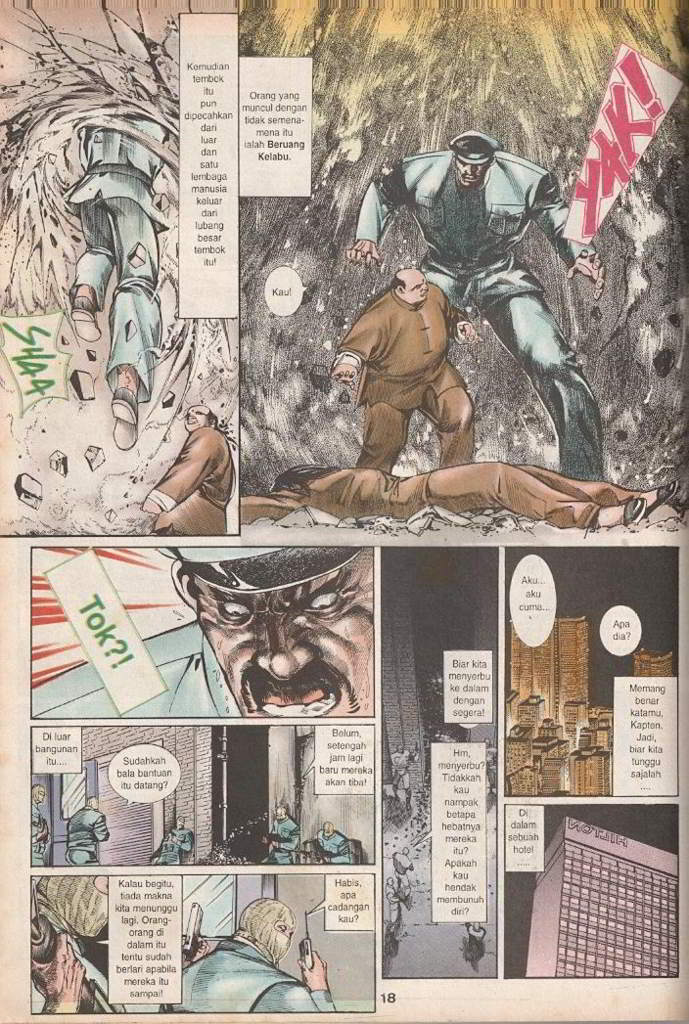 Kemudian
tembok
itu
pun
dipecahkan
dari
luar
dan
satu
lembaga
manusia
keluar
dari
lubang
besar
tembok
itu!
Orang yang
muncul dengan
tidak semena-
mena itu
ialah Beruang
Kelabu.
YAK!
Kau!
SHAA
Tok?!
Di luar
bangunan
itu....
Sudahkah
bala bantuan
itu datang?
Belum,
setengah
jam lagi
baru mereka
akan tiba!
Kalau begitu,
tiada makna
kita menunggu
lagi. Orang-
orang di
dalam itu
tentu sudah
berlari apabila
mereka itu
sampai!
Habis,
apa
cadangan
kau?
Biar kita
menyerbu
ke dalam
dengan
segera!
Hm,
menyerbu?
Tidakkah
kau
nampak
betapa
hebatnya
mereka
itu?
Apakah
kau
hendak
membunuh
diri?
Aku...
aku
cuma...
Apa
dia?
Memang
benar
katamu,
Kapten.
Jadi,
biar kita
tunggu
sajalah
....
Di
dalam
sebuah
hotel
HILTON
18